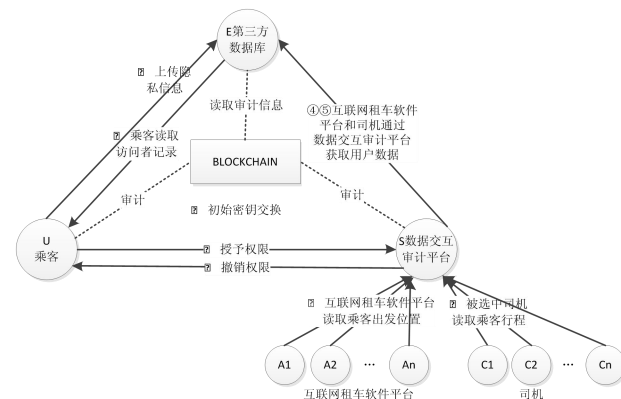 E第三方
数据库
上传隐
私信息
读取审计信息
④⑤互联网租车软件
平台和司机通过
数据交互审计平台
获取用户数据
乘客读取
访问者记录
BLOCKCHAIN
审计
审计
初始密钥交换
U
乘客
授予权限
撤销权限
S数据交互
审计平台
互联网租车软件平台
读取乘客出发位置
被选中司机
读取乘客行程
A1
A2
···
An
C1
C2
···
Cn
互联网租车软件平台
司机